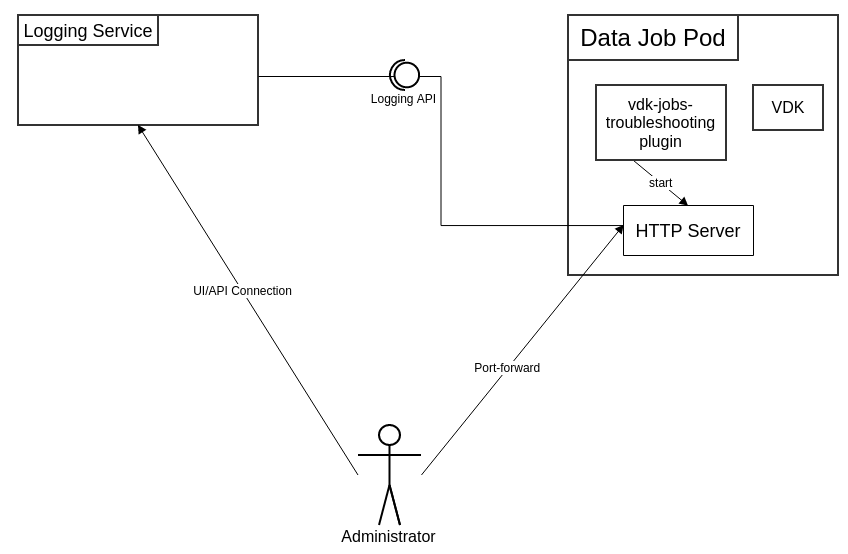 Logging Service
Data Job Pod
Logging API
vdk-jobs-
troubleshooting
plugin
VDK
start
HTTP Server
UI/API Connection
Port-forward
Administrator